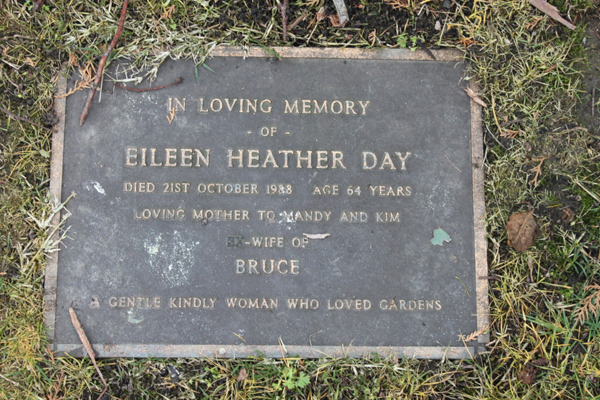 IN LOVING MEMORY
- OF -
EILEEN HEATHER DAY
DIED 21ST OCTOBER 1988 AGE 64 YEARS
LOVING MOTHER TO MANDY AND KIM
EX-WIFE OF
BRUCE
A GENTLE KINDLY WOMAN WHO LOVED GARDENS